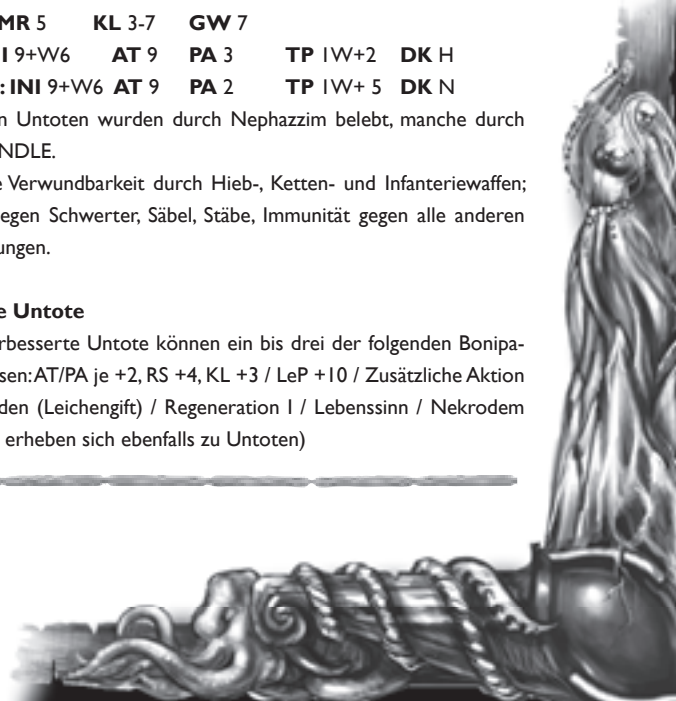 MR 5 KL 3-7 GW 7
I 9+W6 AT 9 PA 3 TP 1W+2 DK H
: INI 9+W6 AT 9 PA 2 TP 1W+ 5 DK N
n Untoten wurden durch Nephazzim belebt, manche durch
NDLE.
e Verwundbarkeit durch Hieb-, Ketten- und Infanteriewaffen;
egen Schwerter, Säbel, Stäbe, Immunität gegen alle anderen
ungen.
e Untote
rbesserte Untote können ein bis drei der folgenden Bonipa-
sen:AT/PA je +2, RS +4, KL +3 / LeP +10 / Zusätzliche Aktion
den (Leichengift) / Regeneration I / Lebenssinn / Nekrodem
erheben sich ebenfalls zu Untoten)